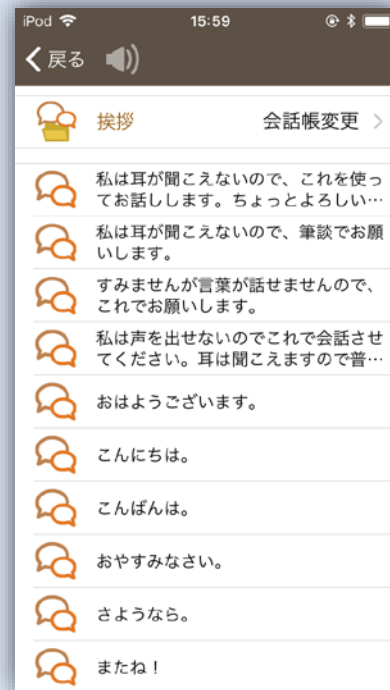 iPod 15:59
戻る
挨拶 会話帳変更
私は耳が聞こえないので、これを使っ
てお話しします。ちょっとよろしい…
私は耳が聞こえないので、筆談でお願
いします。
すみませんが言葉が話せませんので、
これでお願いします。
私は声を出せないのでこれで会話させ
てください。耳は聞こえますので普…
おはようございます。
こんにちは。
こんばんは。
おやすみなさい。
さようなら。
またね！